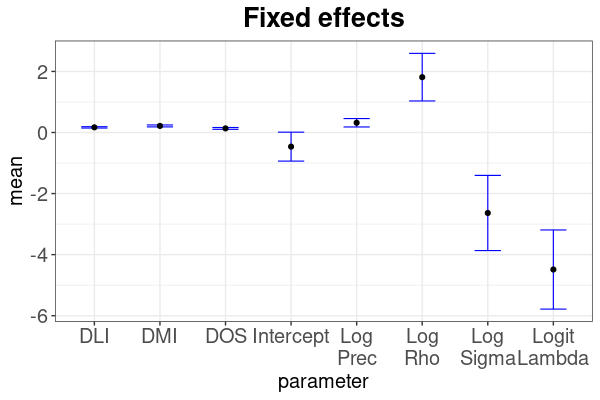 Fixed effects
mean
2
0
-2
-4
-6
DLI DMI DOS Intercept Log Log Log Logit
Prec Rho Sigma Lambda
parameter